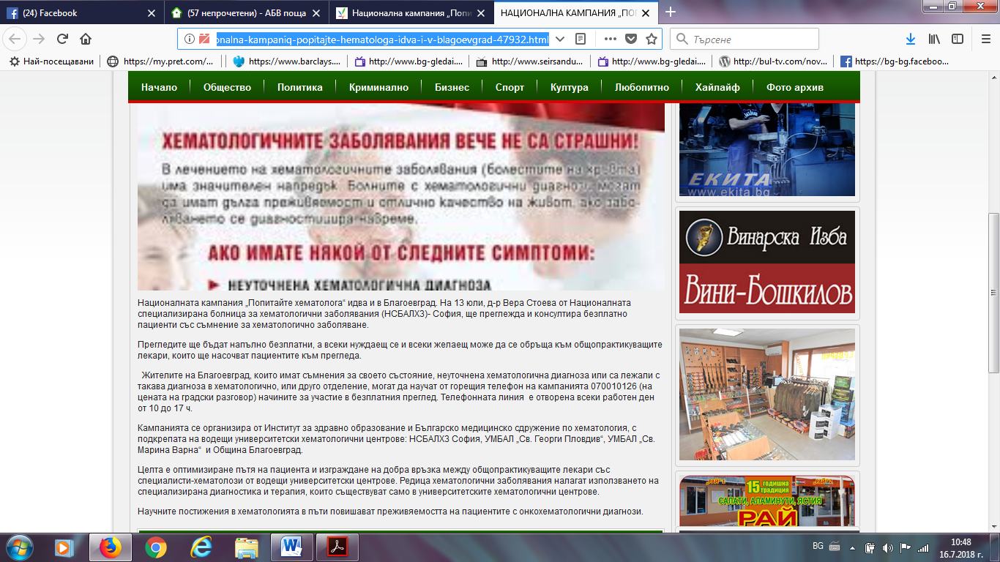 (24) Facebook
(57 непрочетени) - АБВ поща
Национална кампания „Попи
НАЦИОНАЛНА КАМПАНИЯ „ПОП
onalna-kampaniq-popitajte-hematologa-idva-i-v-blagoevgrad-47932.html
Търсене
Най-посещавани
https://my.pret.com/...
https://www.barclays....
http://www.bg-gledai....
http://www.seirsandu...
http://www.bg-gledai....
http://bul-tv.com/nov...
https://bg-bg.faceboo...
Начало
Общество
Политика
Криминално
Бизнес
Спорт
Култура
Любопитно
Хайлайф
Фото архив
ХЕМАТОЛОГИЧНИТЕ ЗАБОЛЯВАНИЯ ВЕЧЕ НЕ СА СТРАШНИ!
В лечението на хематологичните заболявания (болестите на кръвта)
има значителен напредък. Болните с хематологични диагнози могат
да имат дълга преживяемост и отлично качество на живот, ако забо-
ляването се диагностицира навреме.
АКО ИМАТЕ НЯКОЙ ОТ СЛЕДНИТЕ СИМПТОМИ:
► НЕУТОЧНЕНА ХЕМАТОЛОГИЧНА ДИАГНОЗА
Националната кампания „Попитайте хематолога“ идва и в Благоевград. На 13 юли, д-р Вера Стоева от Националната
специализирана болница за хематологични заболявания (НСБАЛХЗ)- София, ще преглежда и консултира безплатно
пациенти със съмнение за хематологично заболяване.
Прегледите ще бъдат напълно безплатни, а всеки нуждаещ се и всеки желаещ може да се обръща към общопрактикуващите
лекари, които ще насочват пациентите към прегледа.
Жителите на Благоевград, които имат съмнения за своето състояние, неуточнена хематологична диагноза или са лежали с
такава диагноза в хематологично, или друго отделение, могат да научат от горещия телефон на кампанията 070010126 (на
цената на градски разговор) начините за участие в безплатния преглед. Телефонната линия е отворена всеки работен ден
от 10 до 17 ч.
Кампанията се организира от Институт за здравно образование и Българско медицинско сдружение по хематология, с
подкрепата на водещи университетски хематологични центрове: НСБАЛХЗ София, УМБАЛ „Св. Георги Пловдив“, УМБАЛ „Св.
Марина Варна“ и Община Благоевград.
Целта е оптимизиране пътя на пациента и изграждане на добра връзка между общопрактикуващите лекари със
специалисти-хематолози от водещи университетски центрове. Редица хематологични заболявания налагат използването на
специализирана диагностика и терапия, които съществуват само в университетските хематологични центрове.
Научните постижения в хематологията в пъти повишават преживяемостта на пациентите с онкохематологични диагнози.
ЕКИТА
www.ekita.bg
Винарска Изба
Вини-Бошкилов
15 годишна
традиция
САЛАТИ, АЛАМИНУТИ, ЯСТИЯ
РАЙ
BG
10:48
16.7.2018 г.